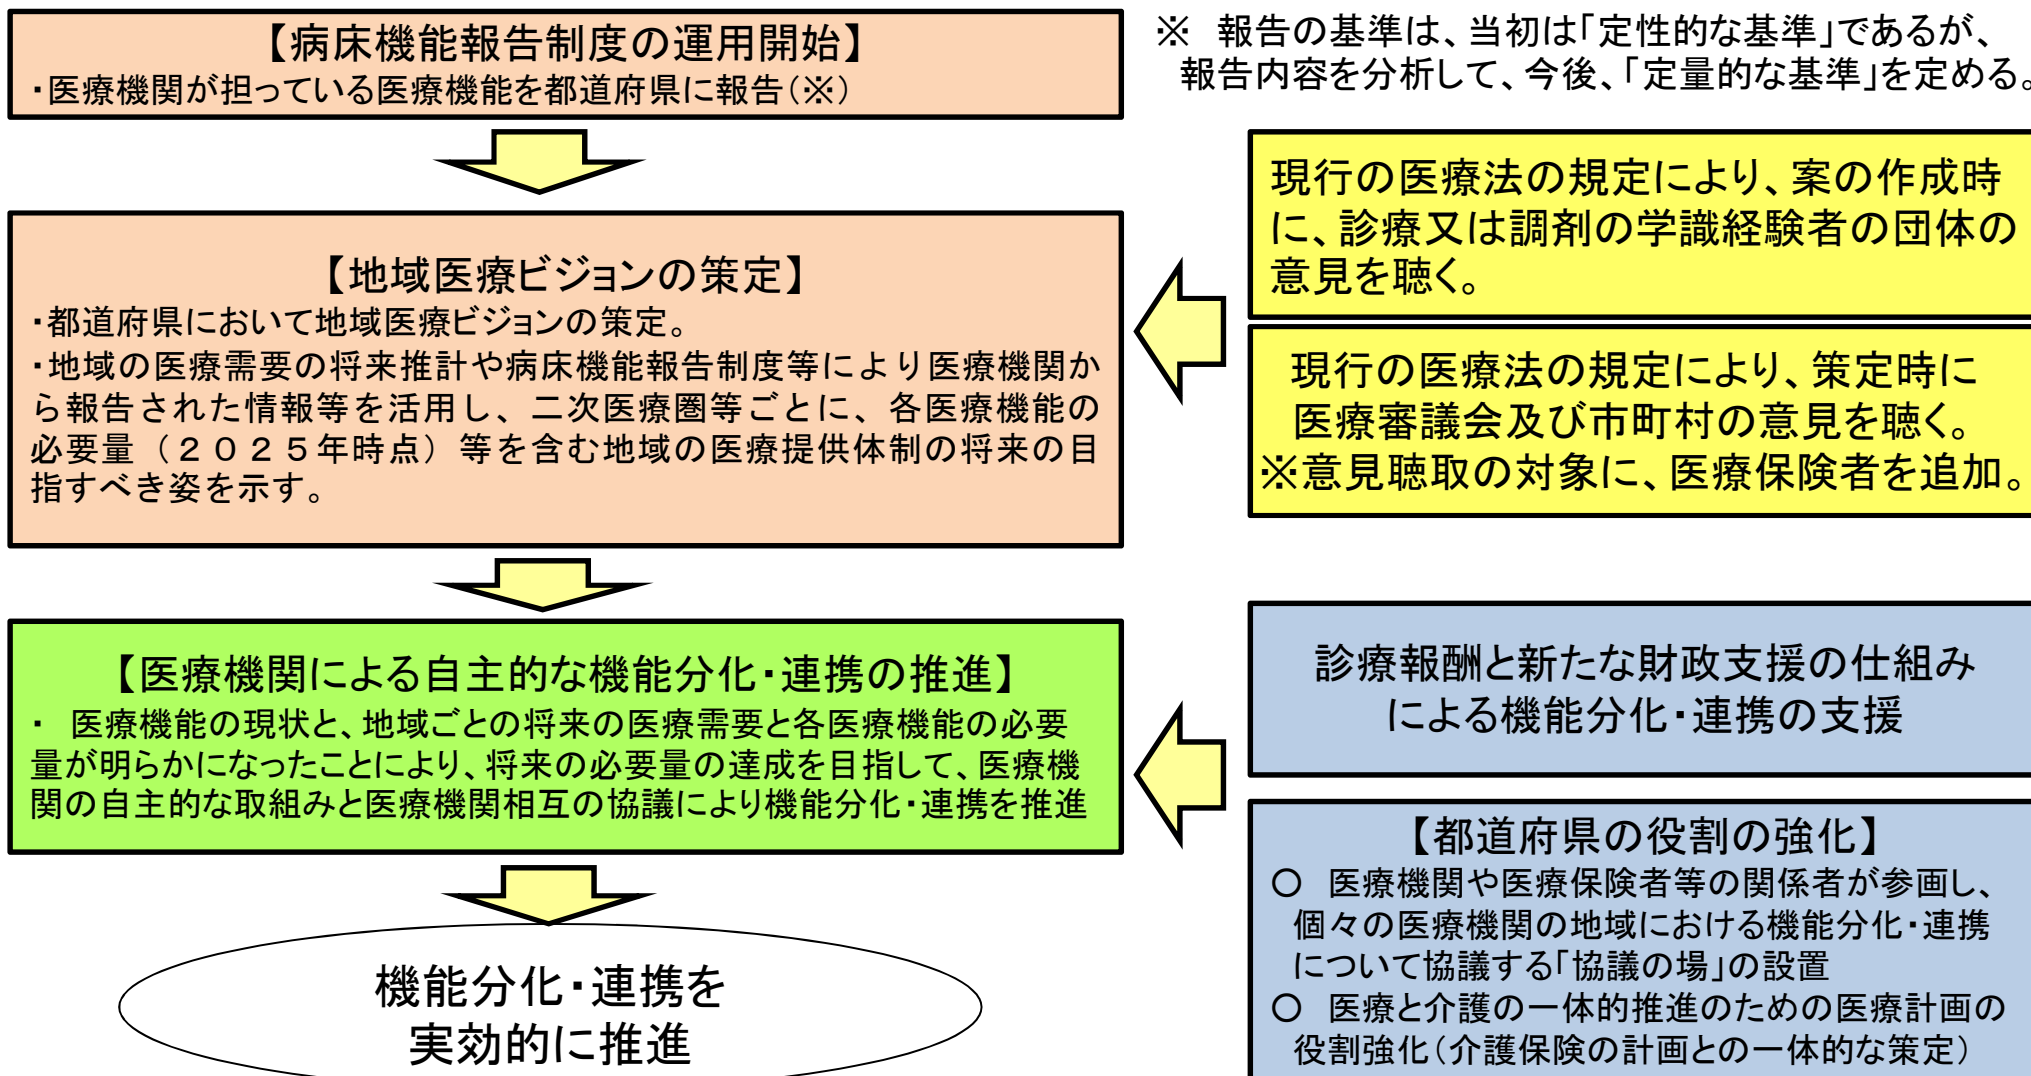 【病床機能報告制度の運用開始】
・医療機関が担っている医療機能を都道府県に報告（※）
※　報告の基準は、当初は「定性的な基準」であるが、
報告内容を分析して、今後、「定量的な基準」を定める。
現行の医療法の規定により、案の作成時
に、診療又は調剤の学識経験者の団体の
意見を聴く。
【地域医療ビジョンの策定】
・都道府県において地域医療ビジョンの策定。
・地域の医療需要の将来推計や病床機能報告制度等により医療機関か
ら報告された情報等を活用し、二次医療圏等ごとに、各医療機能の
必要量（２０２５年時点）等を含む地域の医療提供体制の将来の目
指すべき姿を示す。
現行の医療法の規定により、策定時に
医療審議会及び市町村の意見を聴く。
※意見聴取の対象に、医療保険者を追加。
【医療機関による自主的な機能分化・連携の推進】
・　医療機能の現状と、地域ごとの将来の医療需要と各医療機能の必要
量が明らかになったことにより、将来の必要量の達成を目指して、医療機
関の自主的な取組みと医療機関相互の協議により機能分化・連携を推進
診療報酬と新たな財政支援の仕組み
による機能分化・連携の支援
【都道府県の役割の強化】
○　医療機関や医療保険者等の関係者が参画し、
個々の医療機関の地域における機能分化・連携
について協議する「協議の場」の設置
○　医療と介護の一体的推進のための医療計画の
役割強化（介護保険の計画との一体的な策定）
機能分化・連携を
実効的に推進